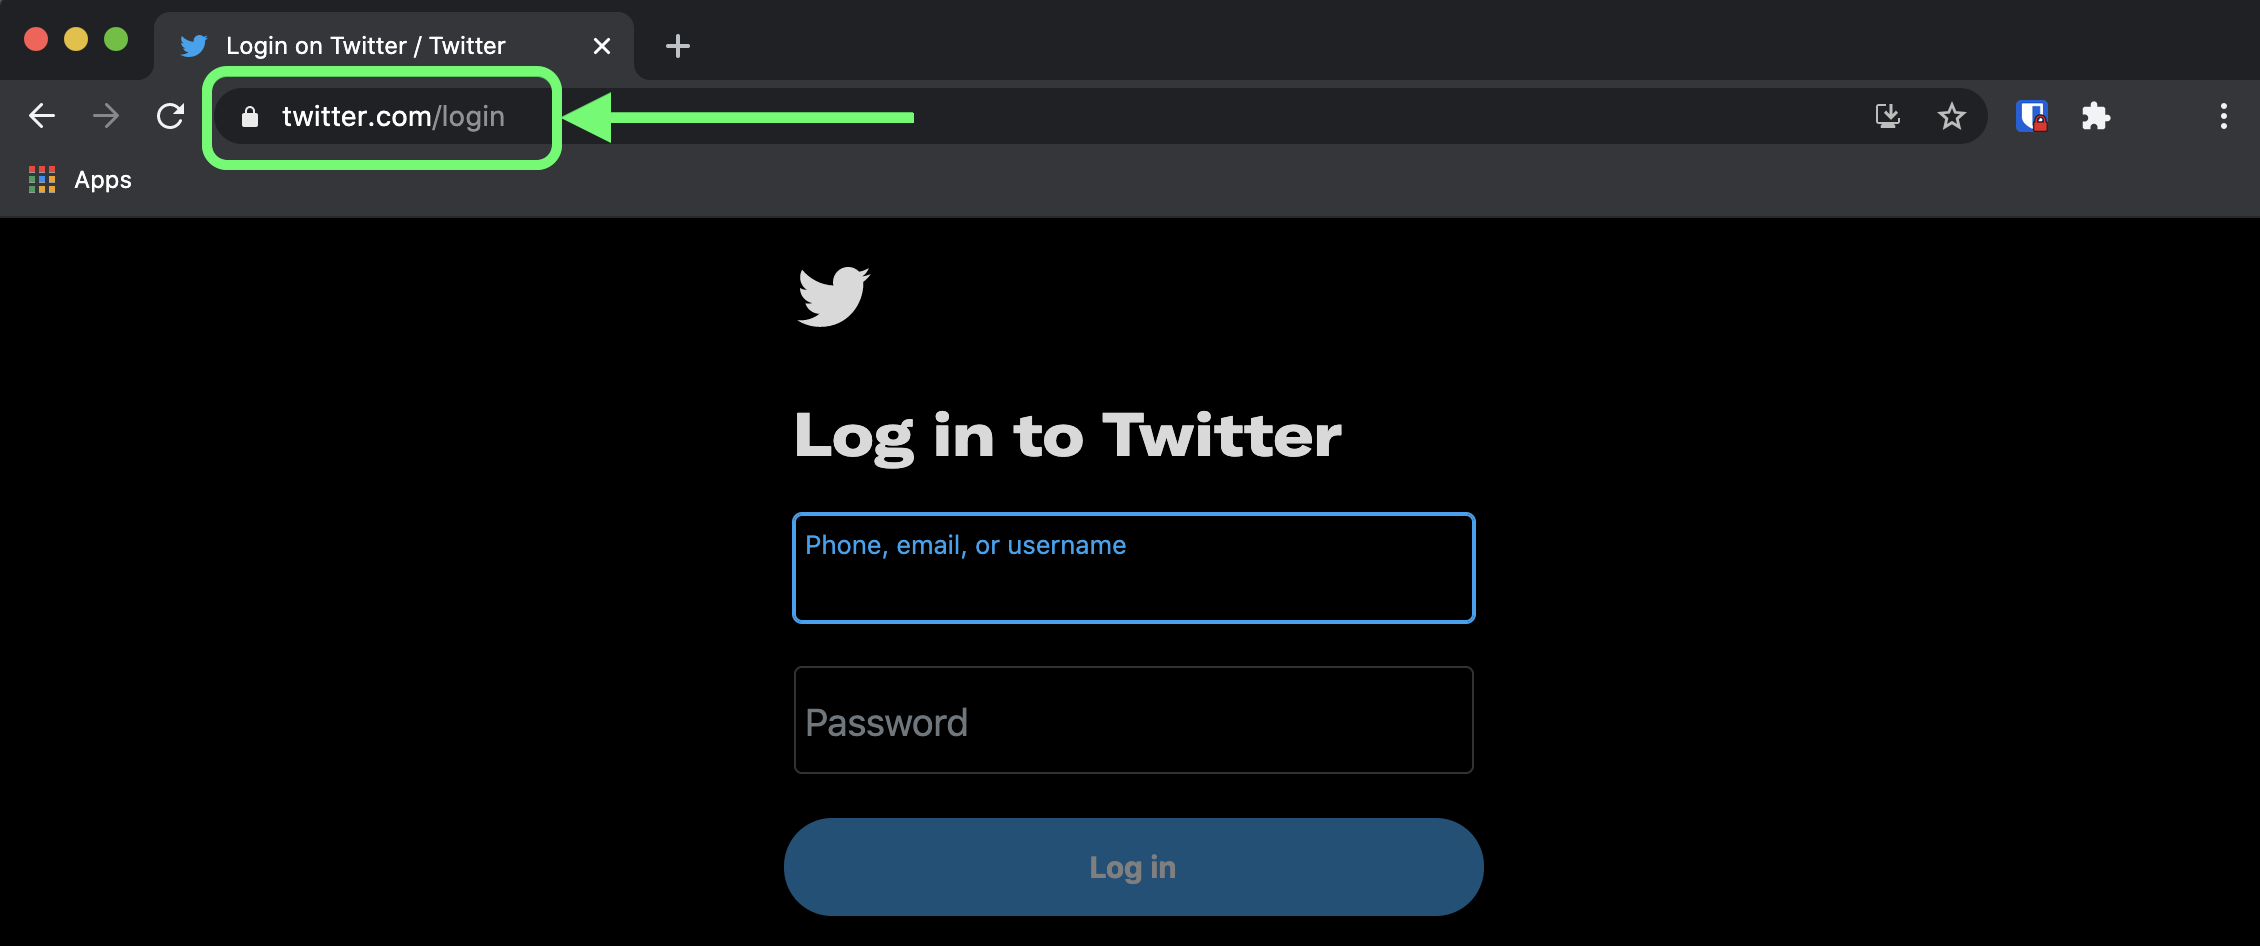 Login on Twitter / Twitter
twitter.com/login
Apps
Log in to Twitter
Phone, email, or username
Password
Log in